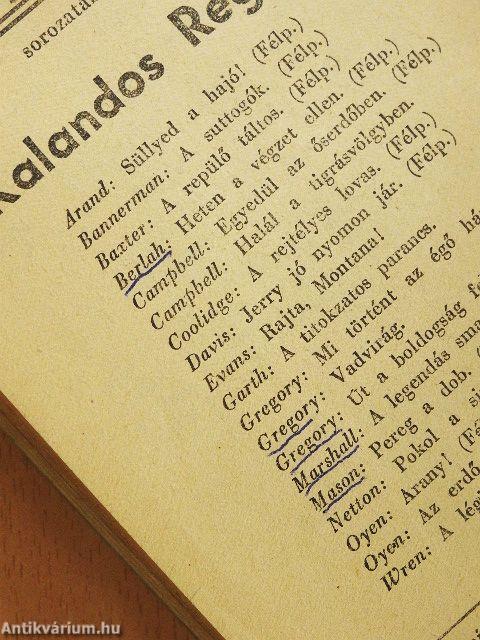 sorozatá
Kalandos Reg
Arand: Süllyed a hajó! (Félp.)
Bannerman: A suttogók. (Félp.)
Baxter: A repülő táltos. (Félp.)
Berlah: Heten a végzet ellen. (Félp.)
Campbell: Egyedül az őserdőben. (Félp.)
Campbell: Halál a tigrásvölgyben.
Coolidge: A rejtélyes lovas. (Félp.)
Davis: Jerry jó nyomon jár. (Félp.)
Evans: Rajta, Montana!
Garth: A titokzatos parancs.
Gregory: Mi történt az égő há
Gregory: Vadvirág.
Gregory: Út a boldogság fe
Marshall: A legendás sma
Mason: Pereg a dob. (
Netton: Pokol a si
Oyen: Arany! (Fé
Oyen: Az erdő
Wren: A lég
Antikvárium.hu